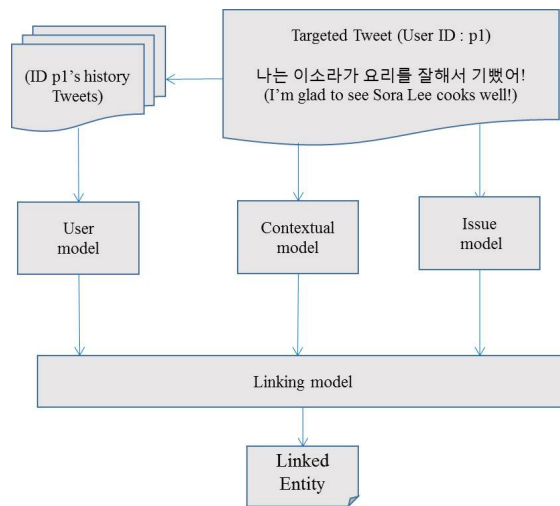 Targeted Tweet (User ID : p1)
나는 이소라가 요리를 잘해서 기뻤어!
(I’m glad to see Sora Lee cooks well!)
(ID p1’s history
Tweets)
User
model
Contextual
model
Issue
model
Linking model
Linked
Entity